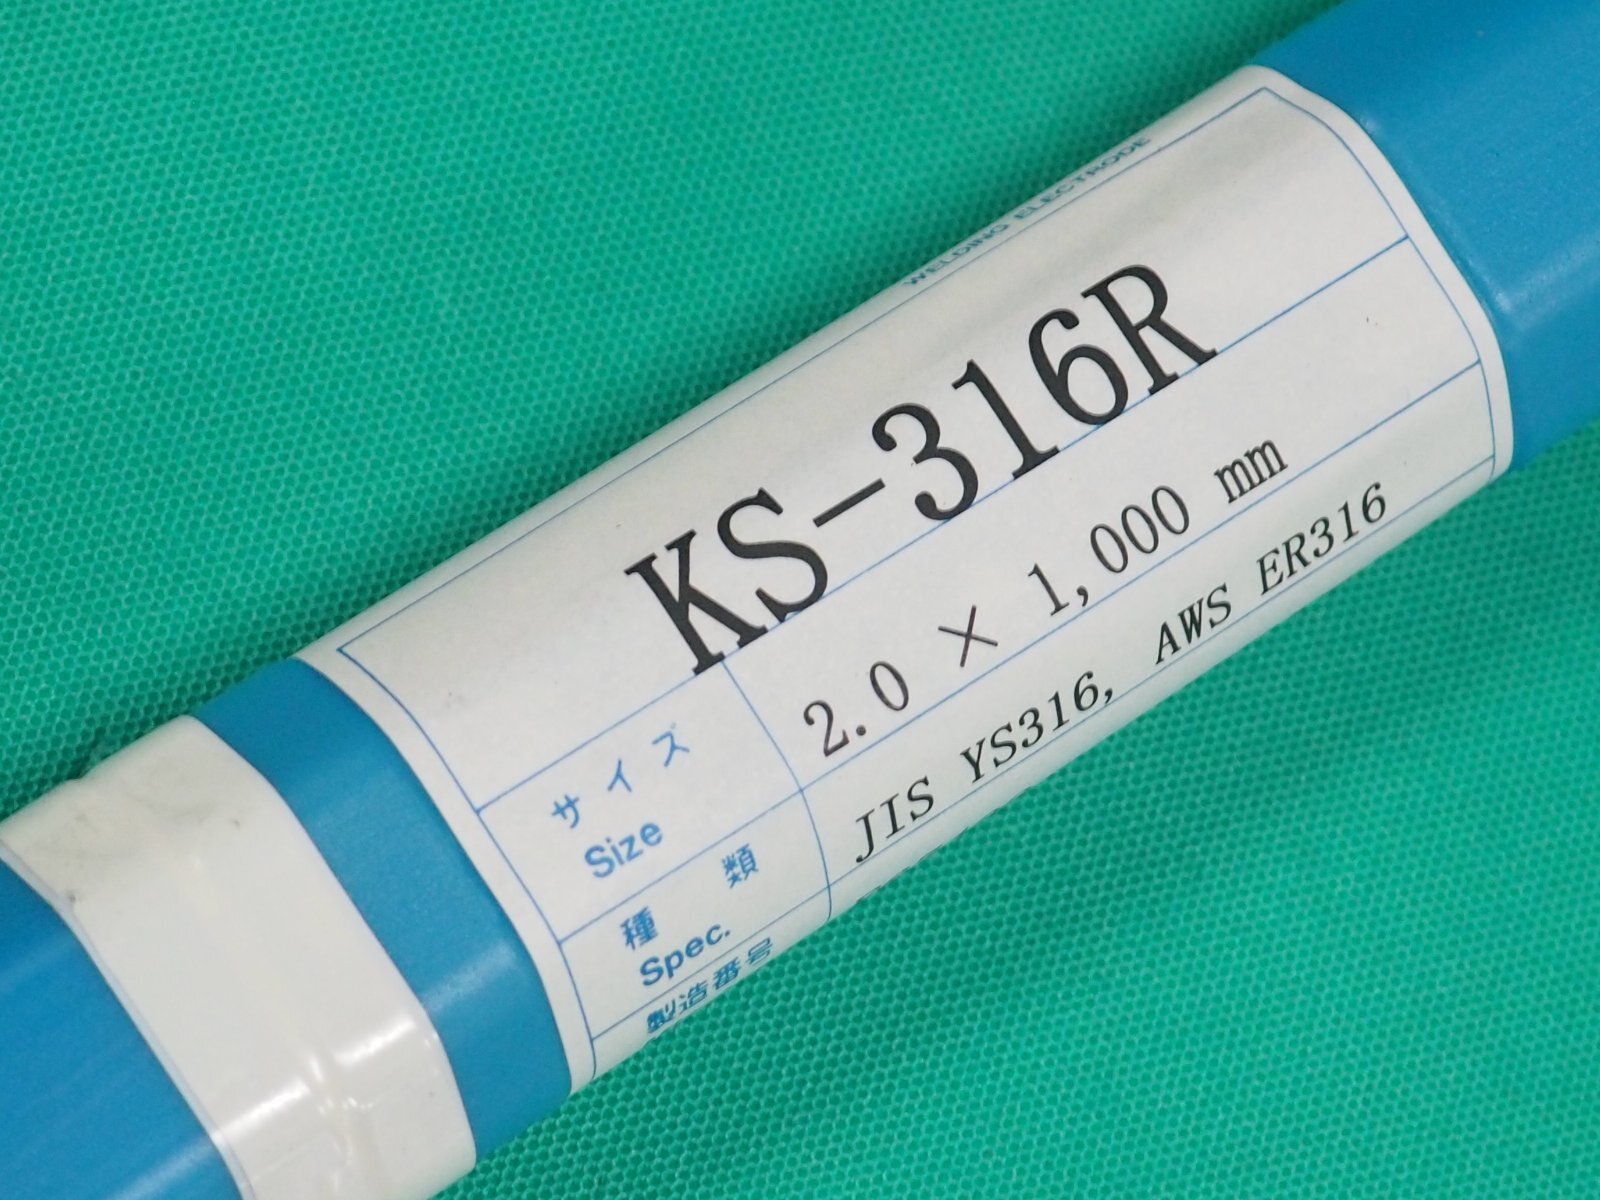 WELDING ELECTRODE
KS-316R
サイズ
Size
2.0 × 1,000 mm
種類
Spec.
JIS YS316, AWS ER316
製造番号